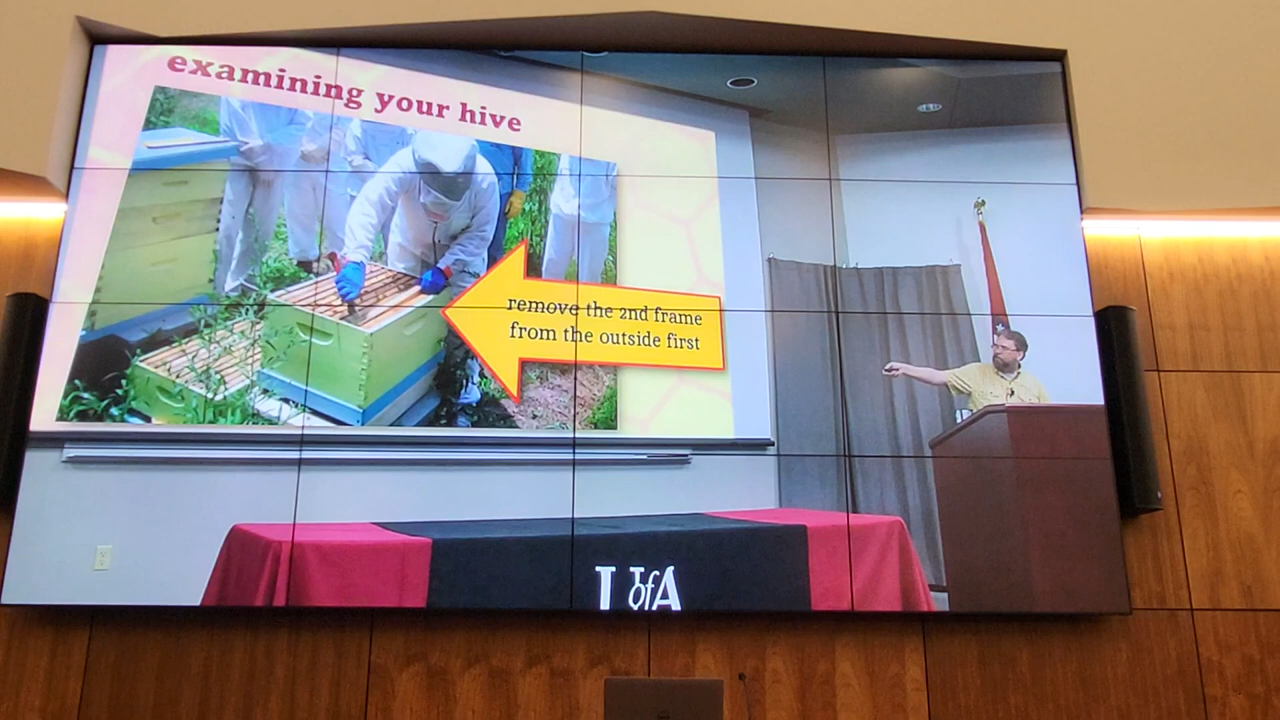 examining your hive
remove the 2nd frame
from the outside first
U of A